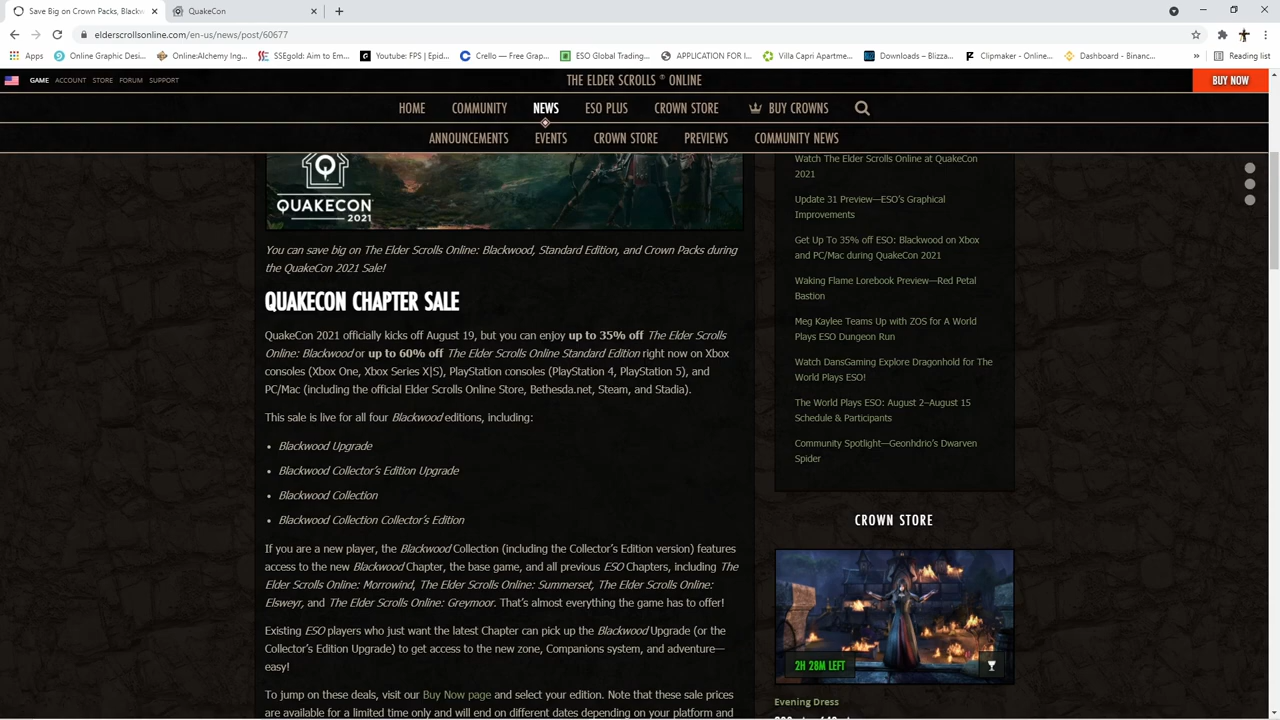 Save Big on Crown Packs, Blackw
QuakeCon
elderscrollsonline.com/en-us/news/post/60677
Apps
Online Graphic Desi...
Online:Alchemy Ing...
SSEgold: Aim to Em...
Youtube: FPS | Epid...
Crello — Free Grap...
ESO Global Trading...
APPLICATION FOR I...
Villa Capri Apartme...
Downloads – Blizza...
Clipmaker - Online...
Dashboard - Binanc...
»
Reading list
GAME ACCOUNT STORE FORUM SUPPORT
THE ELDER SCROLLS ® ONLINE
BUY NOW
HOME COMMUNITY NEWS ESO PLUS CROWN STORE BUY CROWNS
ANNOUNCEMENTS EVENTS CROWN STORE PREVIEWS COMMUNITY NEWS
QUAKECON
2021
You can save big on The Elder Scrolls Online: Blackwood, Standard Edition, and Crown Packs during
the QuakeCon 2021 Sale!
QUAKECON CHAPTER SALE
QuakeCon 2021 officially kicks off August 19, but you can enjoy up to 35% off The Elder Scrolls
Online: Blackwood or up to 60% off The Elder Scrolls Online Standard Edition right now on Xbox
consoles (Xbox One, Xbox Series X|S), PlayStation consoles (PlayStation 4, PlayStation 5), and
PC/Mac (including the official Elder Scrolls Online Store, Bethesda.net, Steam, and Stadia).
This sale is live for all four Blackwood editions, including:
• Blackwood Upgrade
• Blackwood Collector's Edition Upgrade
• Blackwood Collection
• Blackwood Collection Collector's Edition
If you are a new player, the Blackwood Collection (including the Collector's Edition version) features
access to the new Blackwood Chapter, the base game, and all previous ESO Chapters, including The
Elder Scrolls Online: Morrowind, The Elder Scrolls Online: Summerset, The Elder Scrolls Online:
Elsweyr, and The Elder Scrolls Online: Greymoor. That's almost everything the game has to offer!
Existing ESO players who just want the latest Chapter can pick up the Blackwood Upgrade (or the
Collector's Edition Upgrade) to get access to the new zone, Companions system, and adventure—
easy!
To jump on these deals, visit our Buy Now page and select your edition. Note that these sale prices
are available for a limited time only and will end on different dates depending on your platform and
Watch The Elder Scrolls Online at QuakeCon
2021
Update 31 Preview—ESO's Graphical
Improvements
Get Up To 35% off ESO: Blackwood on Xbox
and PC/Mac during QuakeCon 2021
Waking Flame Lorebook Preview—Red Petal
Bastion
Meg Kaylee Teams Up with ZOS for A World
Plays ESO Dungeon Run
Watch DansGaming Explore Dragonhold for The
World Plays ESO!
The World Plays ESO: August 2–August 15
Schedule & Participants
Community Spotlight—Geonhdrio's Dwarven
Spider
CROWN STORE
2H 28M LEFT
Evening Dress